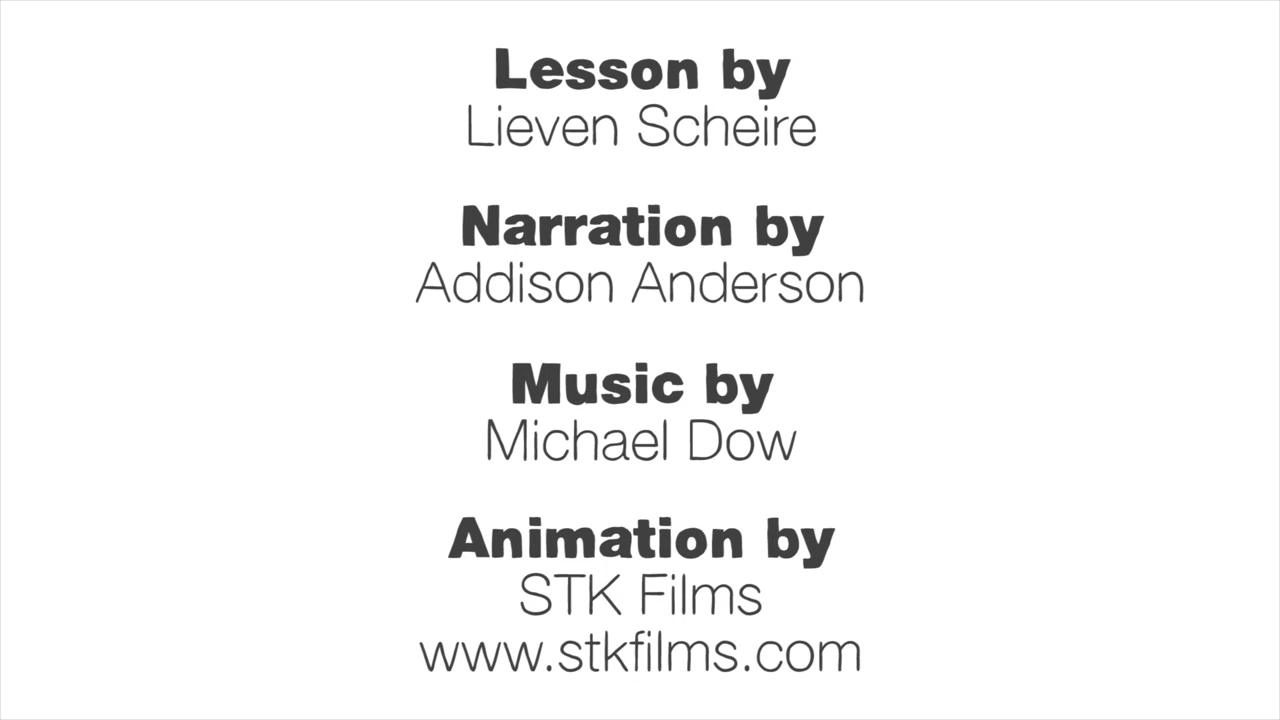 Lesson by
Lieven Scheire
Narration by
Addison Anderson
Music by
Michael Dow
Animation by
STK Films
www.stkfilms.com